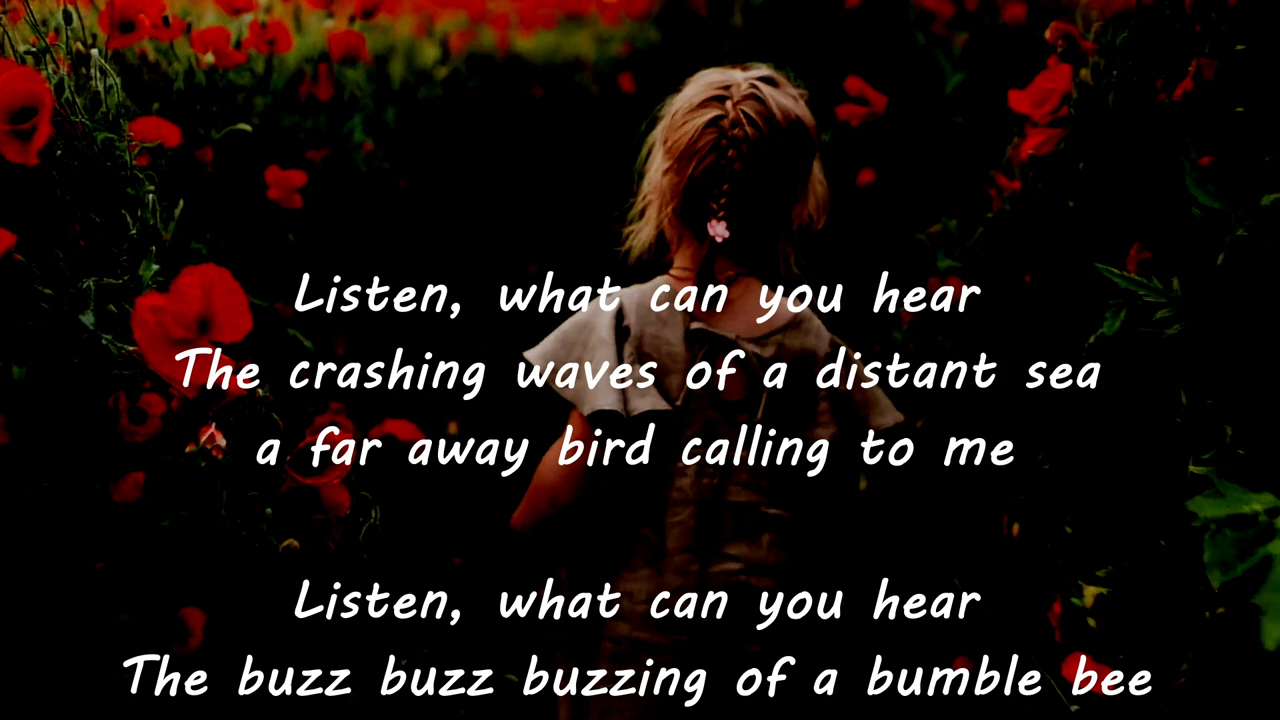 Listen, what can you hear
The crashing waves of a distant sea
a far away bird calling to me
Listen, what can you hear
The buzz buzz buzzing of a bumble bee